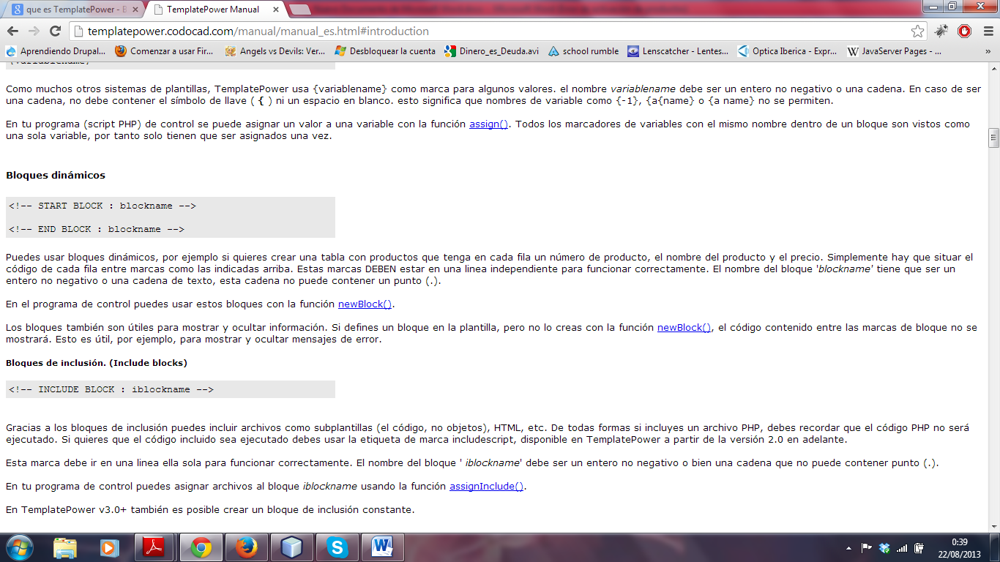 que es TemplatePower - B
TemplatePower Manual
templatepower.codocad.com/manual/manual_es.html#introduction
Aprendiendo Drupal...
Comenzar a usar Fir...
Angels vs Devils: Ver...
Desbloquear la cuenta
Dinero_es_Deuda.avi
school rumble
Lenscatcher - Lentes...
Optica Iberica - Expr...
JavaServer Pages - ...
»
{variablename}
Como muchos otros sistemas de plantillas, TemplatePower usa {variablename} como marca para algunos valores. el nombre variablename debe ser un entero no negativo o una cadena. En caso de ser
una cadena, no debe contener el símbolo de llave ( { ) ni un espacio en blanco. esto significa que nombres de variable como {-1}, {a{name} o {a name} no se permiten.
En tu programa (script PHP) de control se puede asignar un valor a una variable con la función assign(). Todos los marcadores de variables con el mismo nombre dentro de un bloque son vistos como
una sola variable, por tanto solo tienen que ser asignados una vez.
Bloques dinámicos
<!-- START BLOCK : blockname -->
<!-- END BLOCK : blockname -->
Puedes usar bloques dinámicos, por ejemplo si quieres crear una tabla con productos que tenga en cada fila un número de producto, el nombre del producto y el precio. Simplemente hay que situar el
código de cada fila entre marcas como las indicadas arriba. Estas marcas DEBEN estar en una linea independiente para funcionar correctamente. El nombre del bloque 'blockname' tiene que ser un
entero no negativo o una cadena de texto, esta cadena no puede contener un punto (.).
En el programa de control puedes usar estos bloques con la función newBlock().
Los bloques también son útiles para mostrar y ocultar información. Si defines un bloque en la plantilla, pero no lo creas con la función newBlock(), el código contenido entre las marcas de bloque no se
mostrará. Esto es útil, por ejemplo, para mostrar y ocultar mensajes de error.
Bloques de inclusión. (Include blocks)
<!-- INCLUDE BLOCK : iblockname -->
Gracias a los bloques de inclusión puedes incluir archivos como subplantillas (el código, no objetos), HTML, etc. De todas formas si incluyes un archivo PHP, debes recordar que el código PHP no será
ejecutado. Si quieres que el código incluido sea ejecutado debes usar la etiqueta de marca includescript, disponible en TemplatePower a partir de la versión 2.0 en adelante.
Esta marca debe ir en una linea ella sola para funcionar correctamente. El nombre del bloque ' iblockname' debe ser un entero no negativo o bien una cadena que no puede contener punto (.).
En tu programa de control puedes asignar archivos al bloque iblockname usando la función assignInclude().
En TemplatePower v3.0+ también es posible crear un bloque de inclusión constante.
0:39
22/08/2013